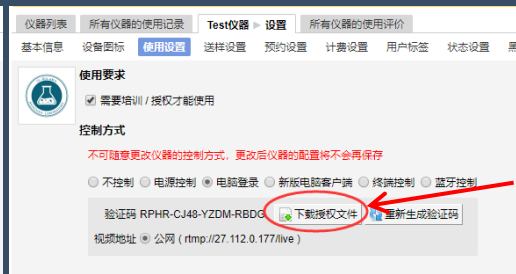 仪器列表 所有仪器的使用记录 Test仪器 设置 所有仪器的使用评价
基本信息 设备图标 使用设置 送样设置 预约设置 计费设置 用户标签 状态设置
使用要求
需要培训 / 授权才能使用
控制方式
不可随意更改仪器的控制方式，更改后仪器的配置将不会再保存
不控制 电源控制 电脑登录 新版电脑客户端 终端控制 蓝牙控制
验证码 RPHR-CJ48-YZDM-RBDG 下载授权文件 重新生成验证码
视频地址 公网 ( rtmp://27.112.0.177/live )